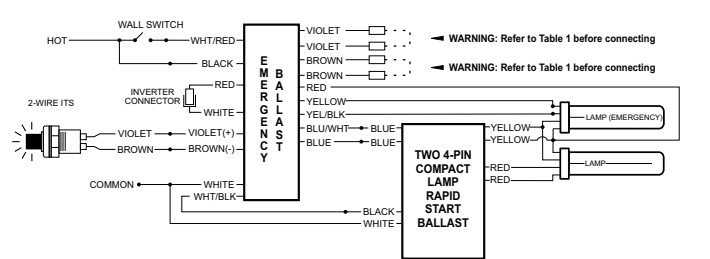 WALL SWITCH
HOT
WHT/RED
BLACK
RED
INVERTER
CONNECTOR
WHITE
2-WIRE ITS
VIOLET
VIOLET(+)
BROWN
BROWN(-)
COMMON
WHITE
WHT/BLK
EMERGENCY
BALLAST
VIOLET
VIOLET
BROWN
BROWN
RED
YELLOW
YEL/BLK
BLU/WHT
BLUE
BLUE
BLUE
WARNING: Refer to Table 1 before connecting
WARNING: Refer to Table 1 before connecting
BLACK
WHITE
TWO 4-PIN
COMPACT
LAMP
RAPID
START
BALLAST
YELLOW
YELLOW
RED
RED
LAMP (EMERGENCY)
LAMP